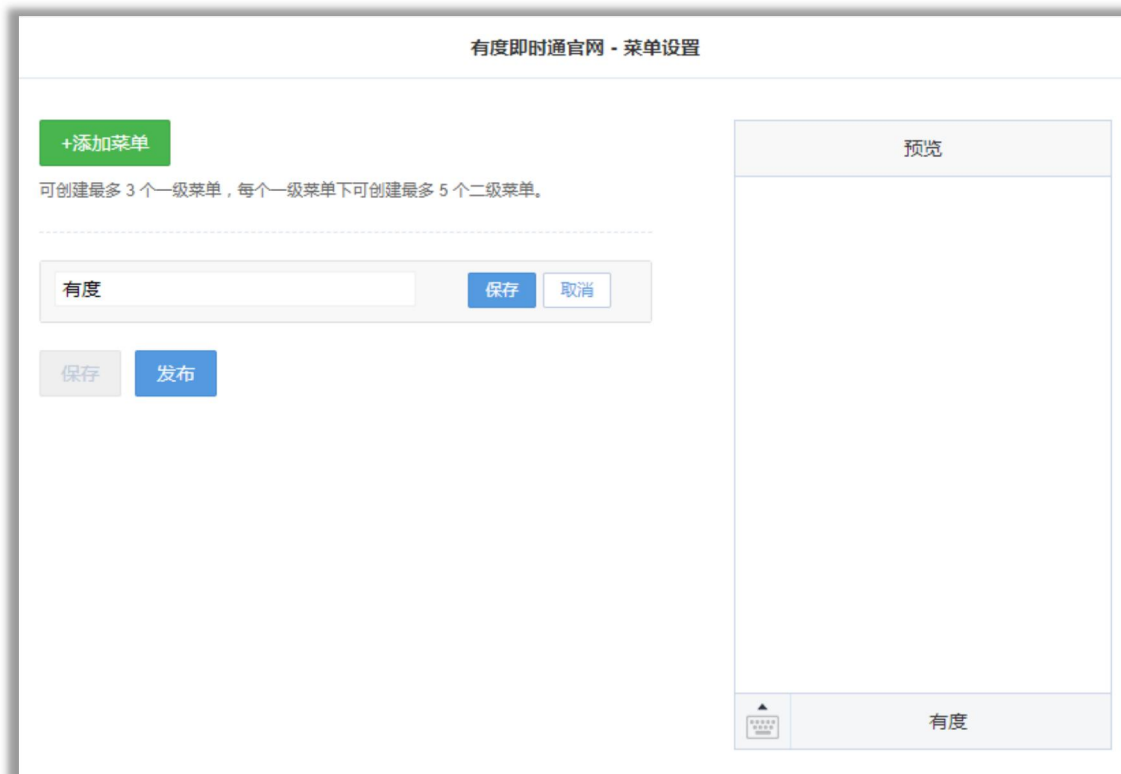 有度即时通官网 - 菜单设置
+添加菜单
可创建最多 3 个一级菜单，每个一级菜单下可创建最多 5 个二级菜单。
有度
保存
取消
保存
发布
预览
有度